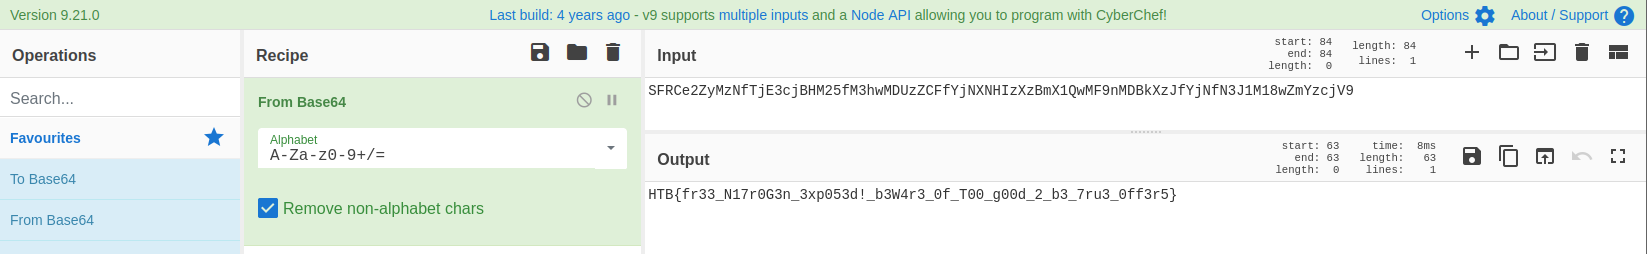 Version 9.21.0
Last build: 4 years ago - v9 supports multiple inputs and a Node API allowing you to program with CyberChef!
Options
About / Support
Operations
Search...
Favourites
To Base64
From Base64
Recipe
From Base64
Alphabet
A-Za-z0-9+/=
Remove non-alphabet chars
Input
start: 84
end: 84
length: 0
length: 84
lines: 1
SFRCe2ZyMzNfTjE3cjBHM25fM3hwMDUzZCFfYjNXNHIzXzBmX1QwMF9nMDBkXzJfYjNfN3J1M18wZmYzcjV9
Output
start: 63
end: 63
length: 0
time: 8ms
length: 63
lines: 1
HTB{fr33_N17r0G3n_3xp053d!_b3W4r3_0f_T00_g00d_2_b3_7ru3_0ff3r5}